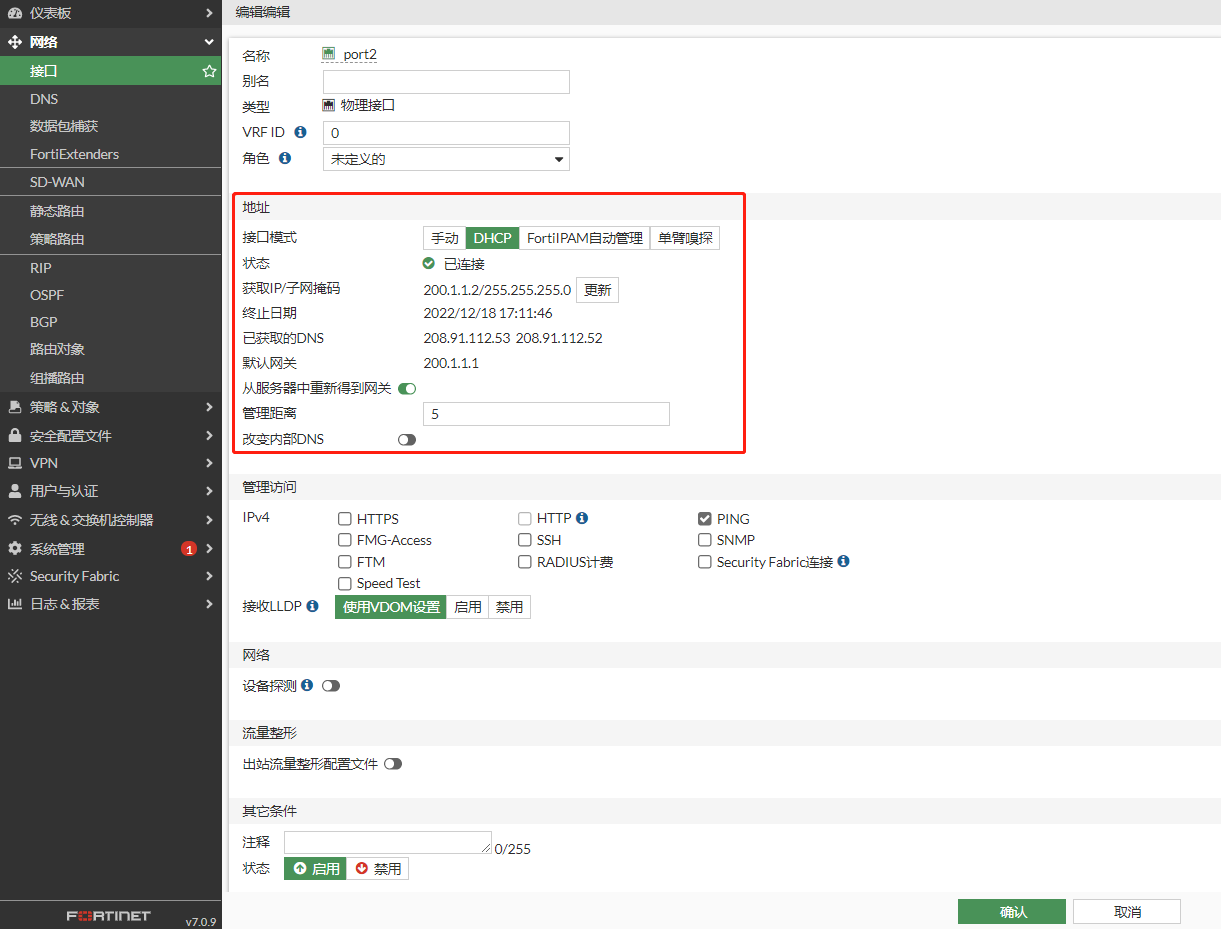 仪表板
网络
接口
DNS
数据包捕获
FortiExtenders
SD-WAN
静态路由
策略路由
RIP
OSPF
BGP
路由对象
组播路由
策略 & 对象
安全配置文件
VPN
用户与认证
无线 & 交换机控制器
系统管理 1
Security Fabric
日志 & 报表
FORTINET v7.0.9
编辑编辑
名称 port2
别名
类型 物理接口
VRF ID 0
角色 未定义的
地址
接口模式 手动 DHCP FortiIPAM自动管理 单臂嗅探
状态 已连接
获取IP/子网掩码 200.1.1.2/255.255.255.0 更新
终止日期 2022/12/18 17:11:46
已获取的DNS 208.91.112.53 208.91.112.52
默认网关 200.1.1.1
从服务器中重新得到网关
管理距离 5
改变内部DNS
管理访问
IPv4 HTTPS HTTP PING
FMG-Access SSH SNMP
FTM RADIUS计费 Security Fabric连接
Speed Test
接收LLDP 使用VDOM设置 启用 禁用
网络
设备探测
流量整形
出站流量整形配置文件
其它条件
注释 0/255
状态 启用 禁用
确认 取消